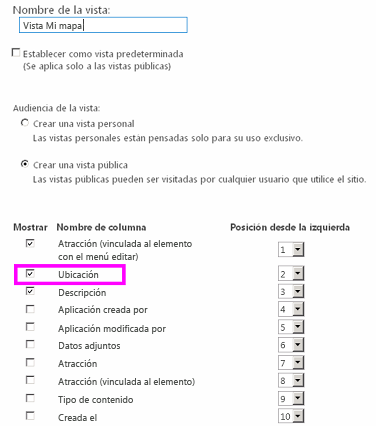 Nombre de la vista:
Vista Mi mapa
Establecer como vista predeterminada
(Se aplica solo a las vistas públicas)
Audiencia de la vista:
Crear una vista personal
Las vistas personales están pensadas solo para su uso exclusivo.
Crear una vista pública
Las vistas públicas pueden ser visitadas por cualquier usuario que utilice el sitio.
Mostrar Nombre de columna Posición desde la izquierda
Atracción (vinculada al elemento
con el menú editar) 1
Ubicación 2
Descripción 3
Aplicación creada por 4
Aplicación modificada por 5
Datos adjuntos 6
Atracción 7
Atracción (vinculada al elemento) 8
Tipo de contenido 9
Creada el 10